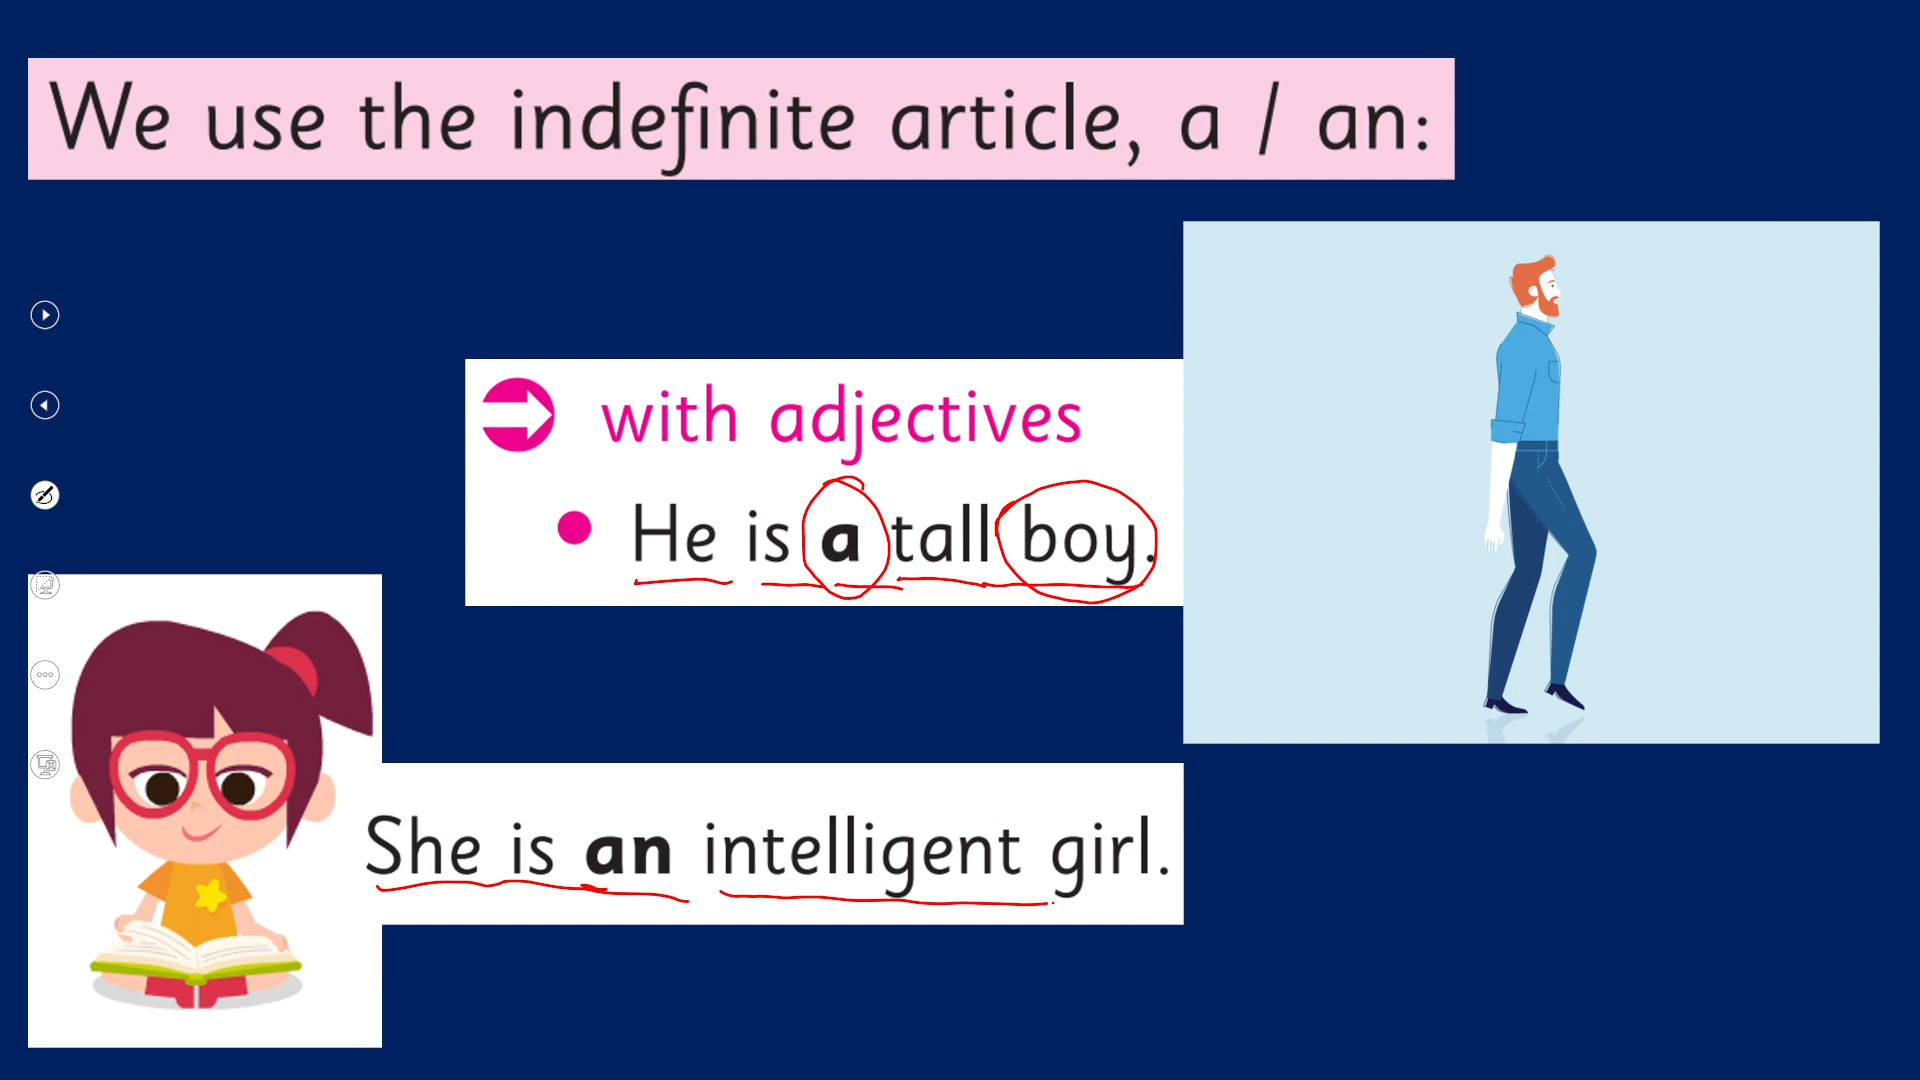 We use the indefinite article, a / an:
with adjectives
He is a tall boy.
She is an intelligent girl.